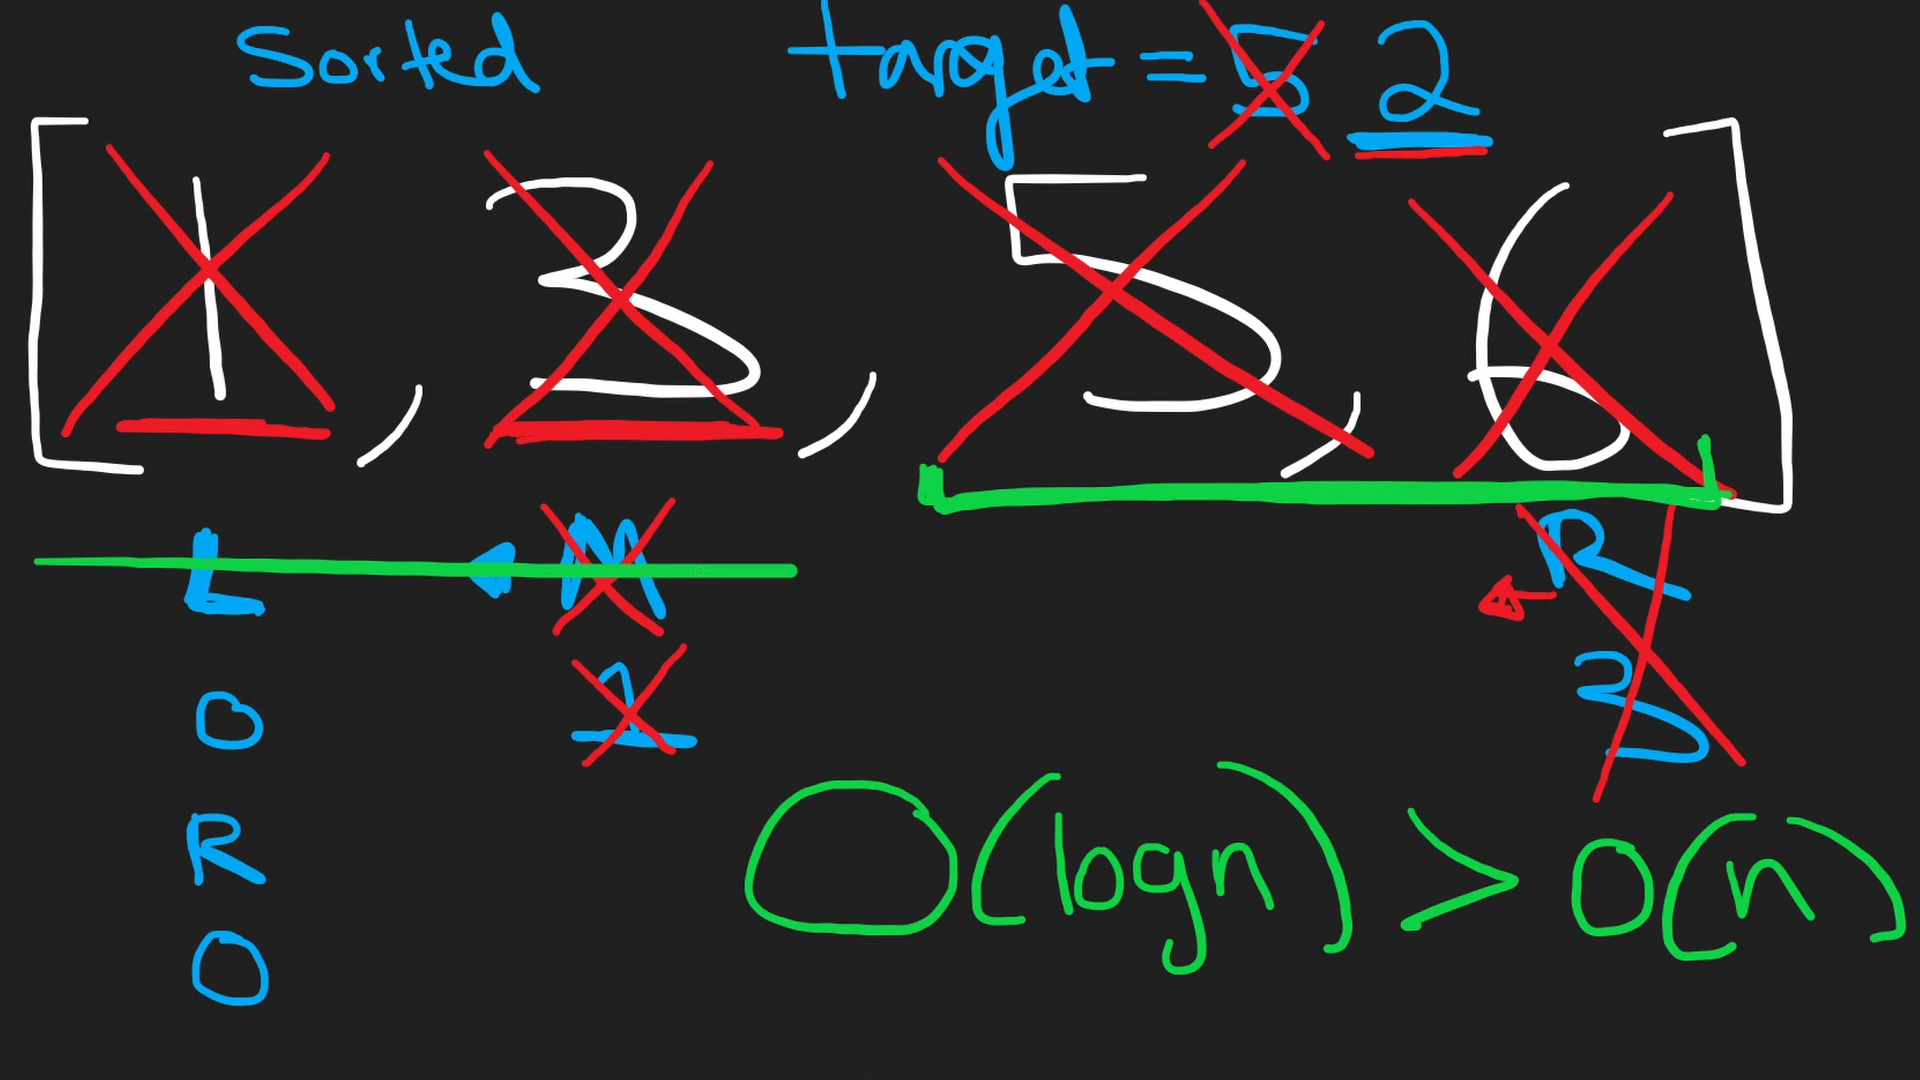 Sorted target = 5 2
[1, 3, 5, 6]
L M R
0 1 3
R O(logn) > O(n)
0